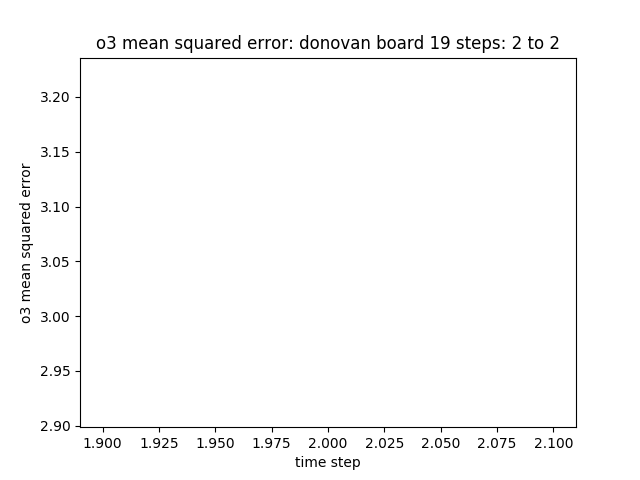 o3 mean squared error: donovan board 19 steps: 2 to 2
3.20
3.15
3.10
3.05
3.00
2.95
2.90
o3 mean squared error
1.900 1.925 1.950 1.975 2.000 2.025 2.050 2.075 2.100
time step